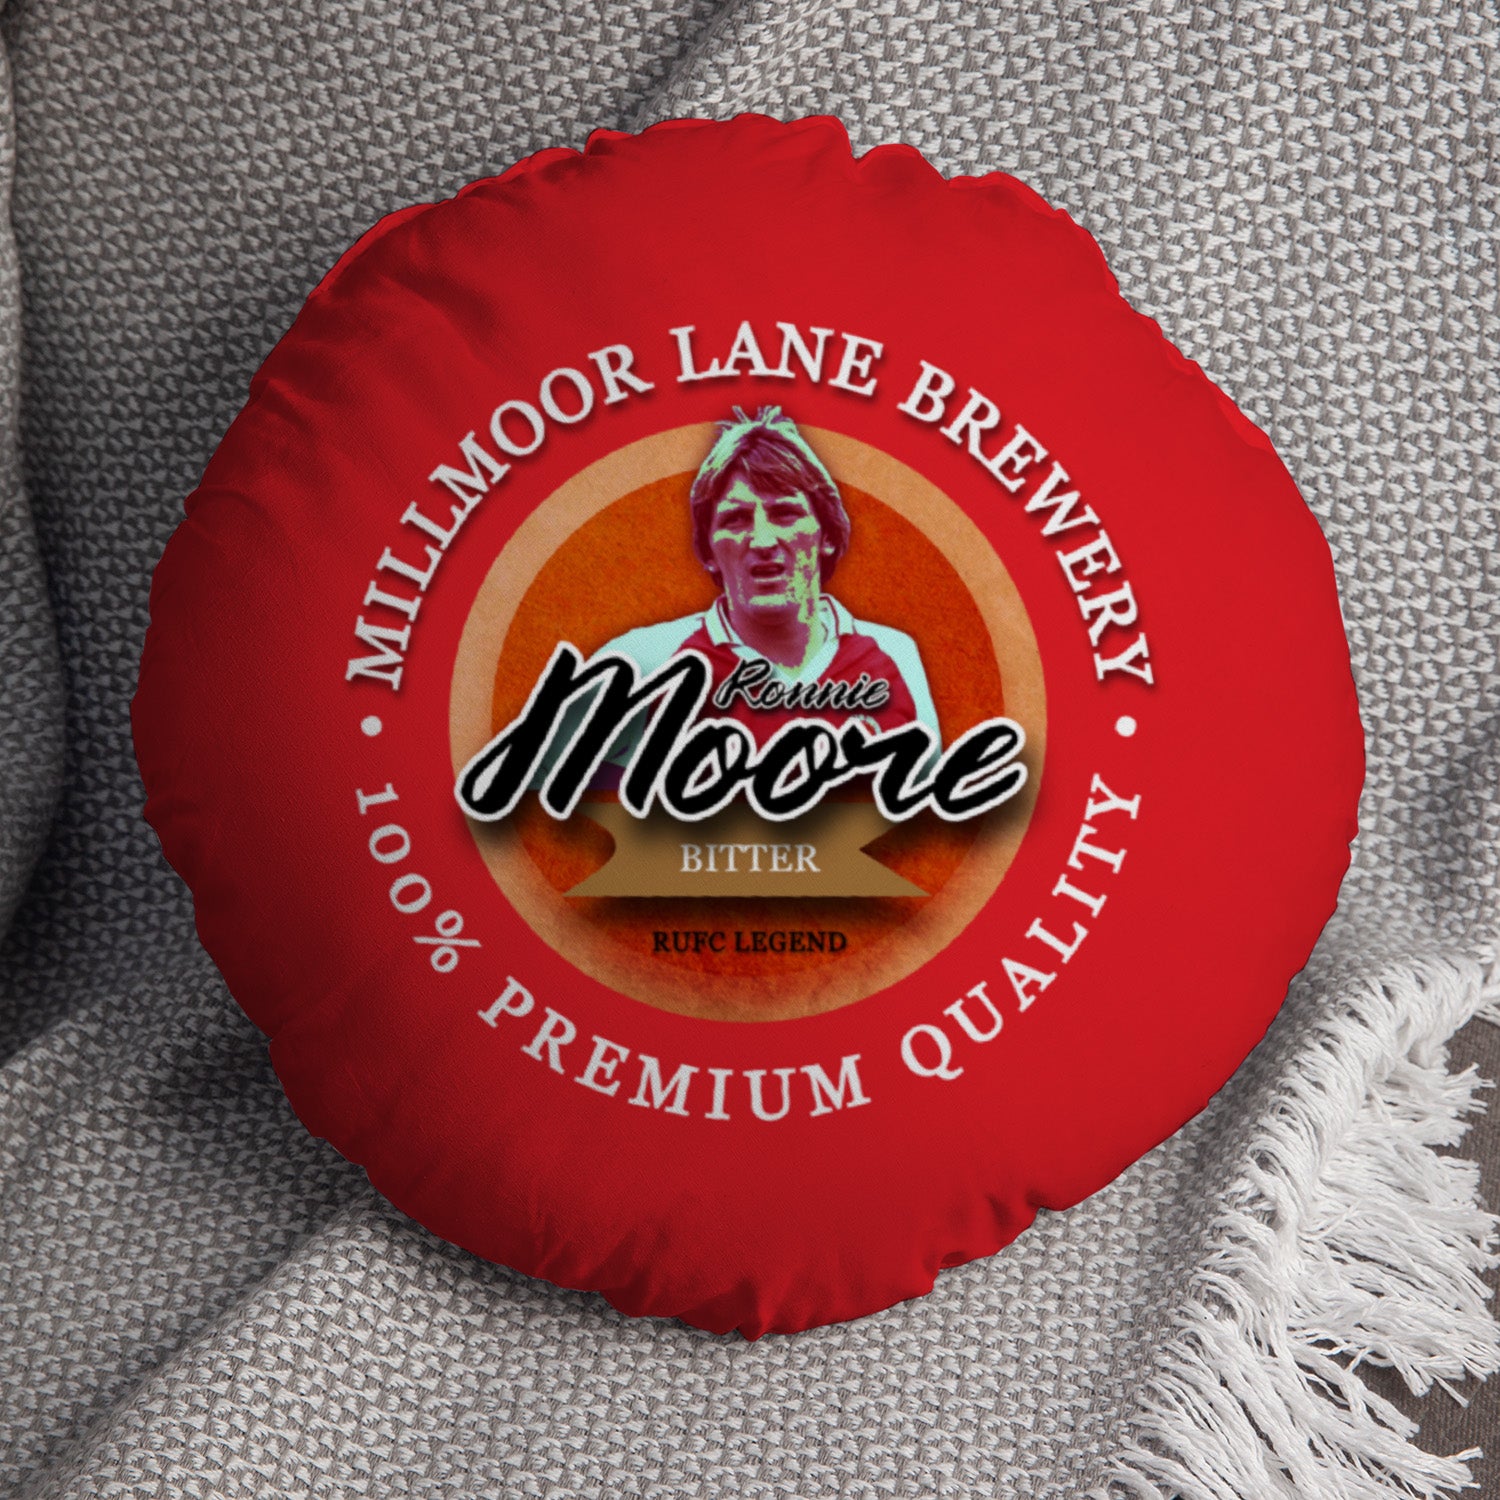 • MILLMOOR LANE BREWERY •
Ronnie
Moore
BITTER
RUFC LEGEND
100% PREMIUM QUALITY